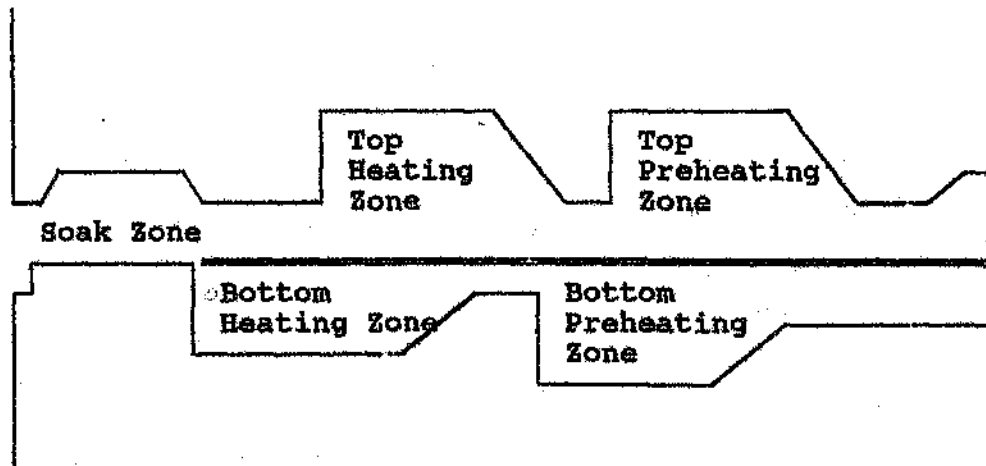 Top
Heating
Zone
Top
Preheating
Zone
Soak Zone
Bottom
Heating Zone
Bottom
Preheating
Zone